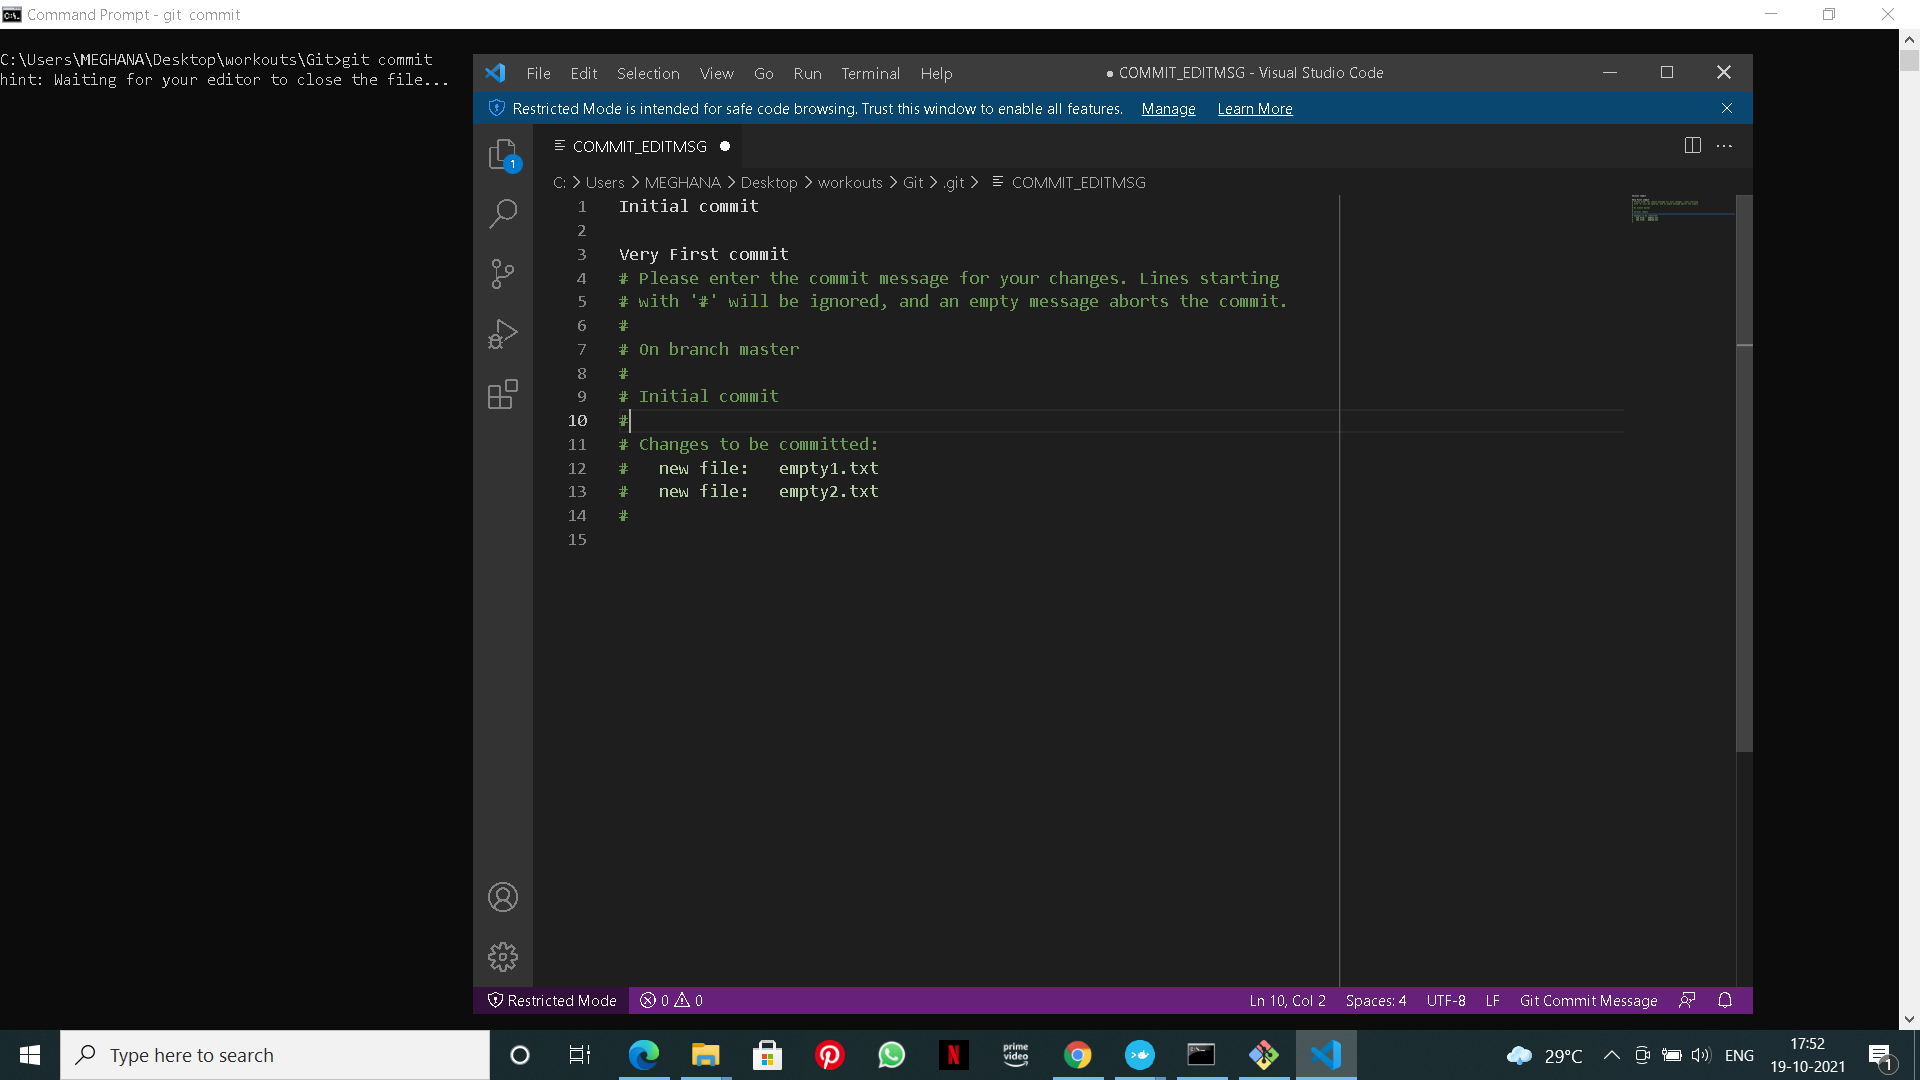 Command Prompt - git  commit
C:\Users\MEGHANA\Desktop\workouts\Git>git commit
hint: Waiting for your editor to close the file...
File Edit Selection View Go Run Terminal Help ● COMMIT_EDITMSG - Visual Studio Code
Restricted Mode is intended for safe code browsing. Trust this window to enable all features. Manage Learn More
1
COMMIT_EDITMSG
C: > Users > MEGHANA > Desktop > workouts > Git > .git > COMMIT_EDITMSG
1 Initial commit
2
3 Very First commit
4 # Please enter the commit message for your changes. Lines starting
5 # with '#' will be ignored, and an empty message aborts the commit.
6 #
7 # On branch master
8 #
9 # Initial commit
10 #
11 # Changes to be committed:
12 #   new file:   empty1.txt
13 #   new file:   empty2.txt
14 #
15
Restricted Mode 0 0 Ln 10, Col 2 Spaces: 4 UTF-8 LF Git Commit Message
Type here to search
N
prime video
29°C
ENG
17:52
19-10-2021
1